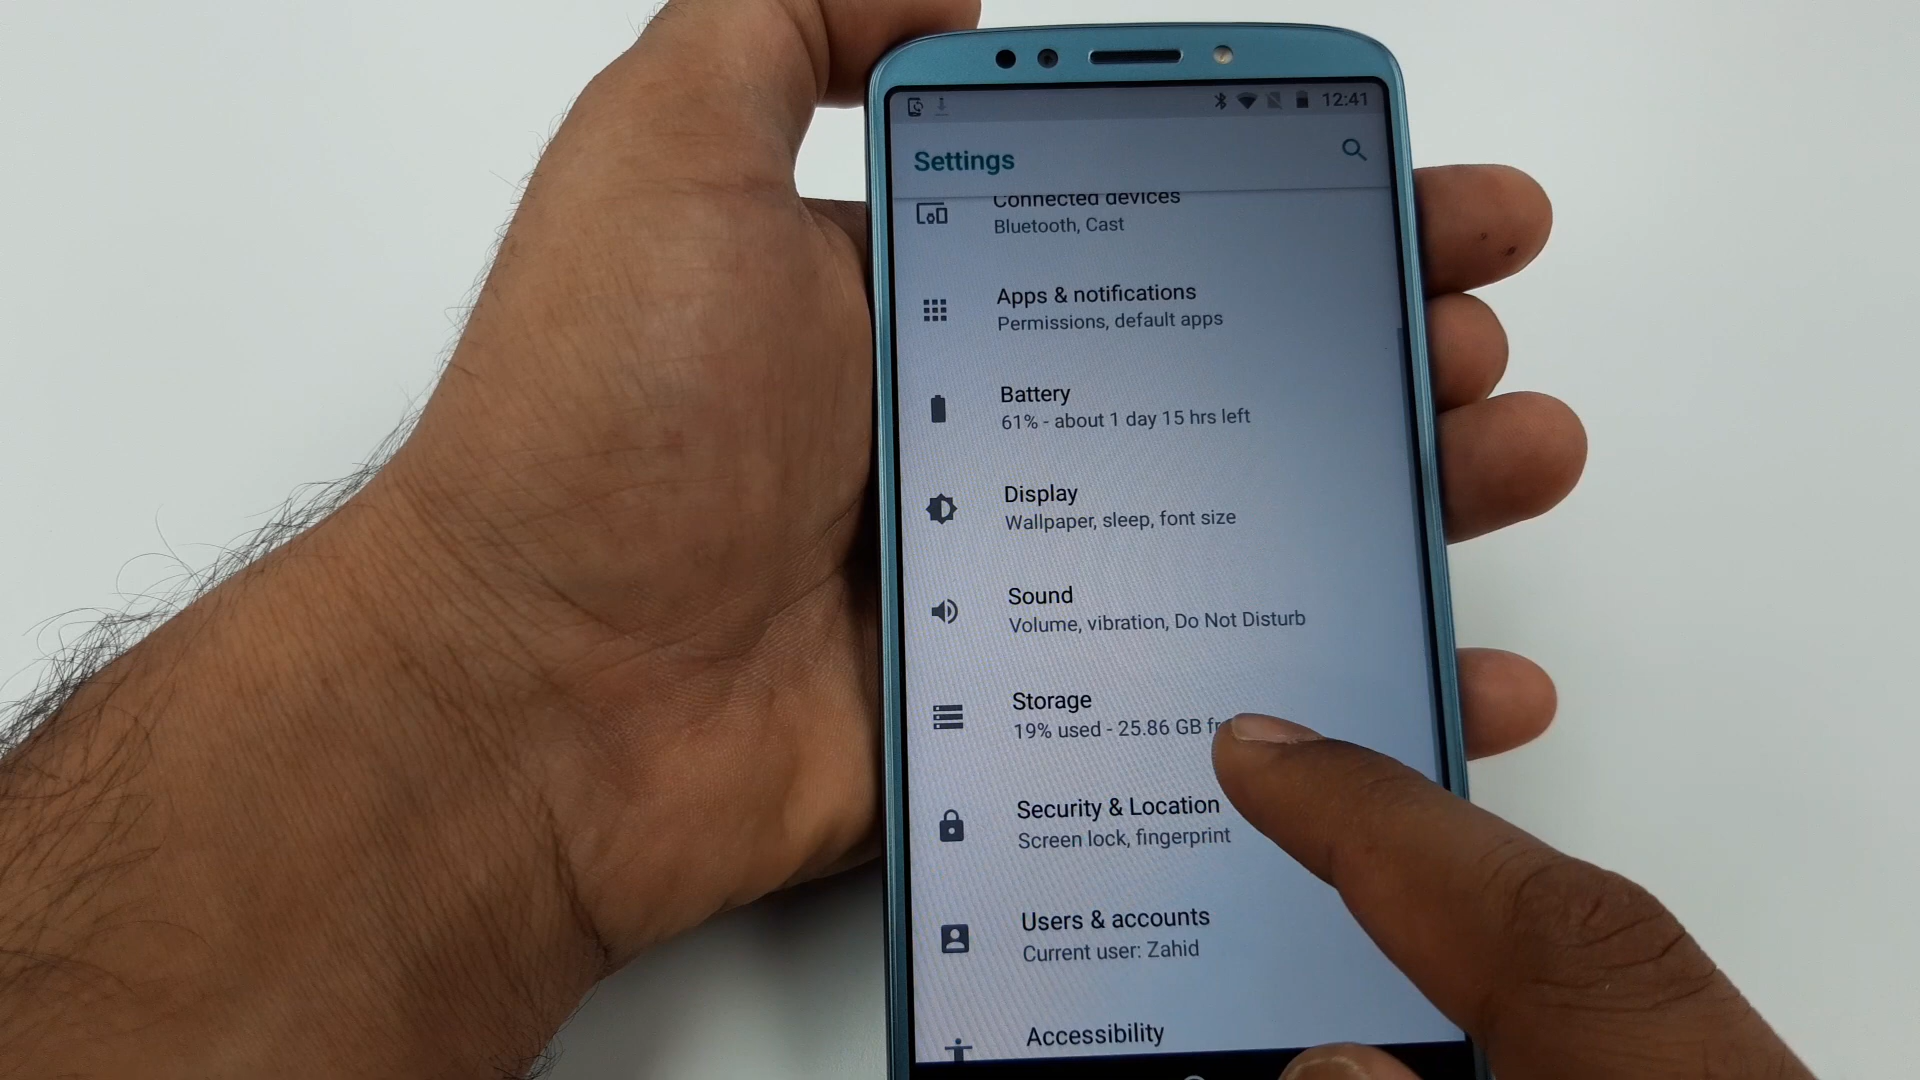 12:41
Settings
Connected devices
Bluetooth, Cast
Apps & notifications
Permissions, default apps
Battery
61% - about 1 day 15 hrs left
Display
Wallpaper, sleep, font size
Sound
Volume, vibration, Do Not Disturb
Storage
19% used - 25.86 GB
Security & Location
Screen lock, fingerprint
Users & accounts
Current user: Zahid
Accessibility